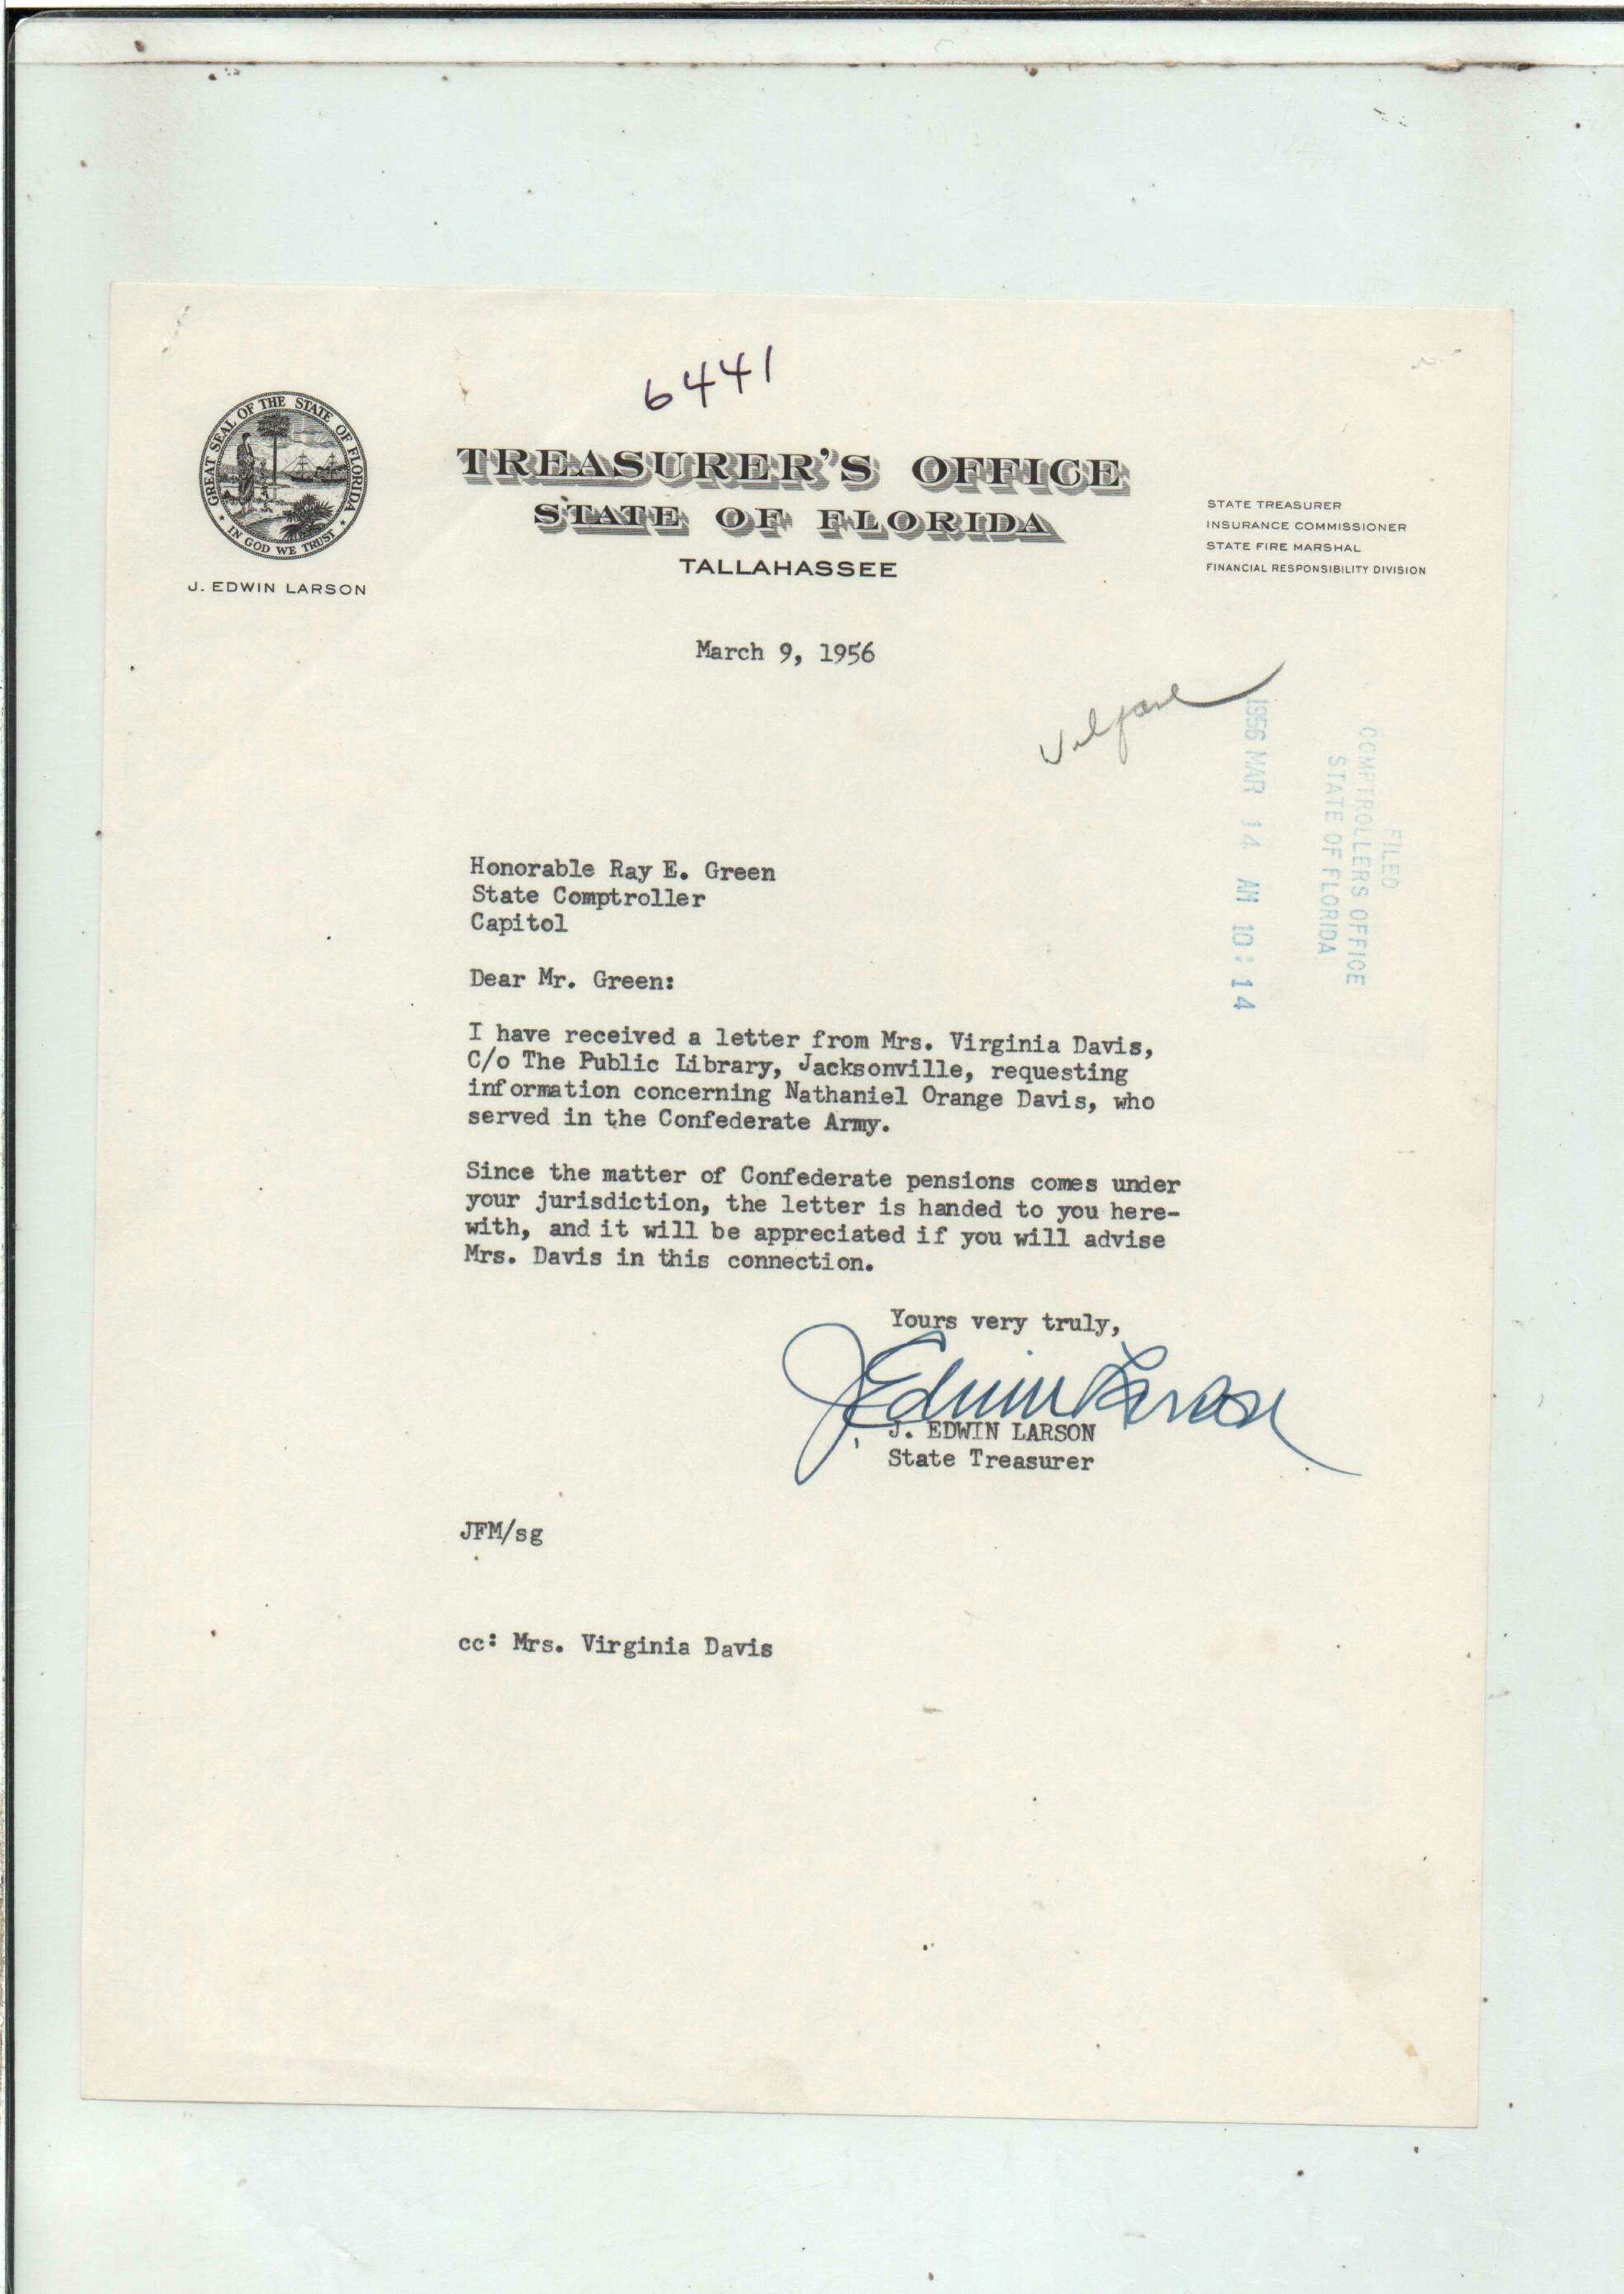 6441
GREAT SEAL OF THE STATE OF FLORIDA
IN GOD WE TRUST
J. EDWIN LARSON
TREASURER'S OFFICE
STATE OF FLORIDA
TALLAHASSEE
STATE TREASURER
INSURANCE COMMISSIONER
STATE FIRE MARSHAL
FINANCIAL RESPONSIBILITY DIVISION
March 9, 1956
FILED
COMPTROLLERS OFFICE
STATE OF FLORIDA
1956 MAR 14 AM 10:14
Honorable Ray E. Green
State Comptroller
Capitol
Dear Mr. Green:
I have received a letter from Mrs. Virginia Davis,
C/o The Public Library, Jacksonville, requesting
information concerning Nathaniel Orange Davis, who
served in the Confederate Army.
Since the matter of Confederate pensions comes under
your jurisdiction, the letter is handed to you here-
with, and it will be appreciated if you will advise
Mrs. Davis in this connection.
Yours very truly,
J Edwin Larson
J. EDWIN LARSON
State Treasurer
JFM/sg
cc: Mrs. Virginia Davis